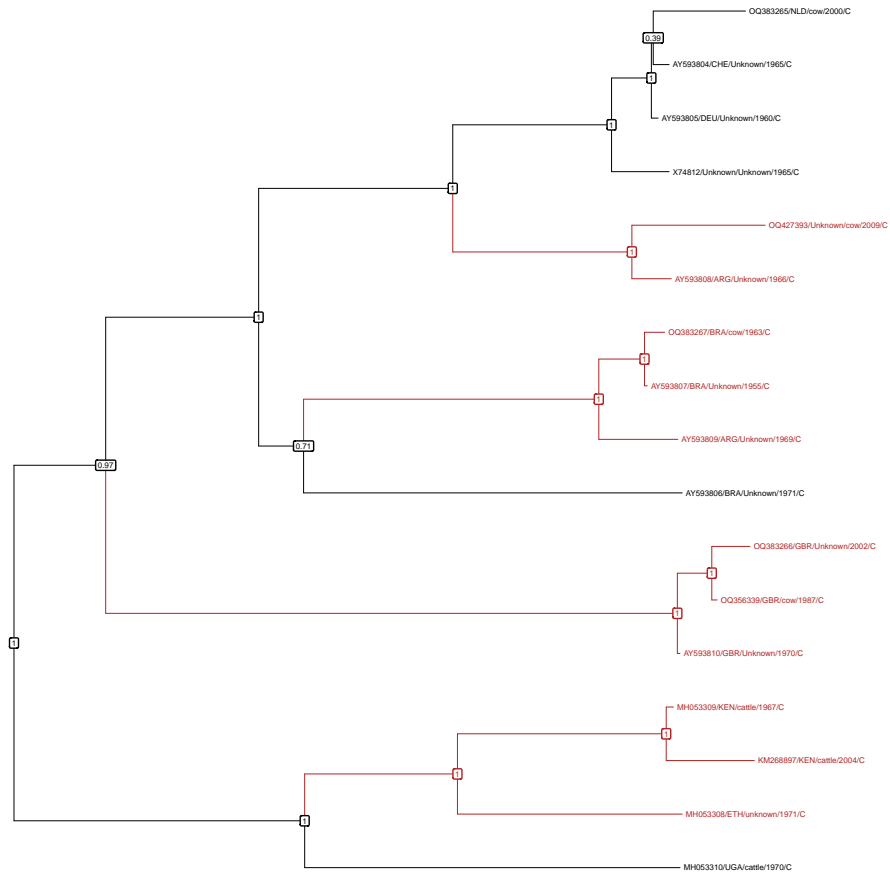 OQ383265/NLD/cow/2000/C
0.39
AY593804/CHE/Unknown/1965/C
1
AY593805/DEU/Unknown/1960/C
1
X74812/Unknown/Unknown/1965/C
1
OQ427393/Unknown/cow/2009/C
1
AY593808/ARG/Unknown/1966/C
1
OQ383267/BRA/cow/1963/C
1
AY593807/BRA/Unknown/1955/C
1
AY593809/ARG/Unknown/1969/C
0.71
0.97
AY593806/BRA/Unknown/1971/C
OQ383266/GBR/Unknown/2002/C
1
OQ356339/GBR/cow/1987/C
1
1
AY593810/GBR/Unknown/1970/C
MH053309/KEN/cattle/1967/C
1
KM268897/KEN/cattle/2004/C
1
MH053308/ETH/unknown/1971/C
1
MH053310/UGA/cattle/1970/C